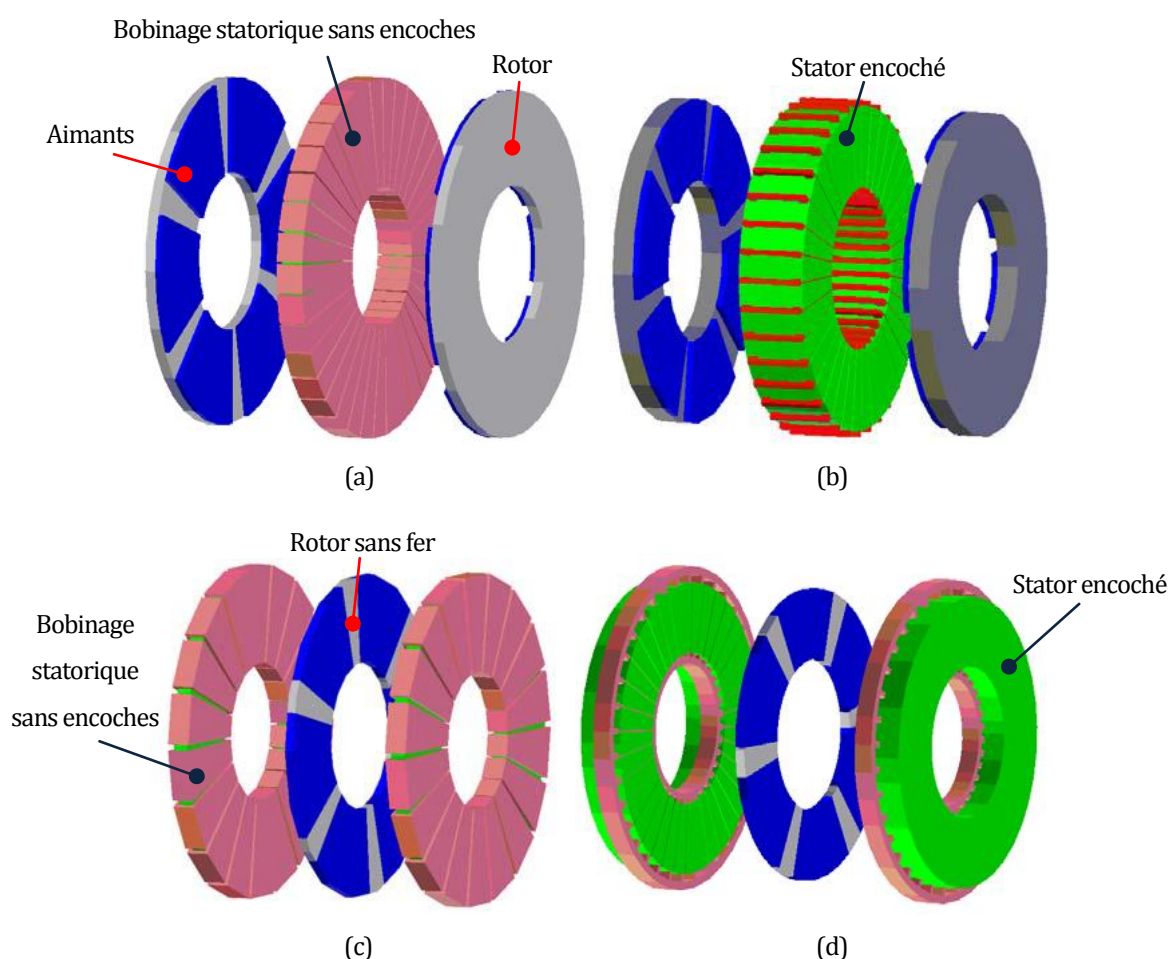 Bobinage statorique sans encoches
Rotor
Stator encoché
Aimants
(a)
(b)
Rotor sans fer
Stator encoché
Bobinage
statorique
sans encoches
(c)
(d)